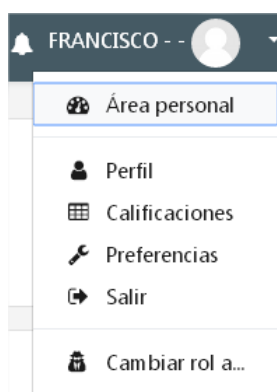 FRANCISCO - -
Área personal
Perfil
Calificaciones
Preferencias
Salir
Cambiar rol a...